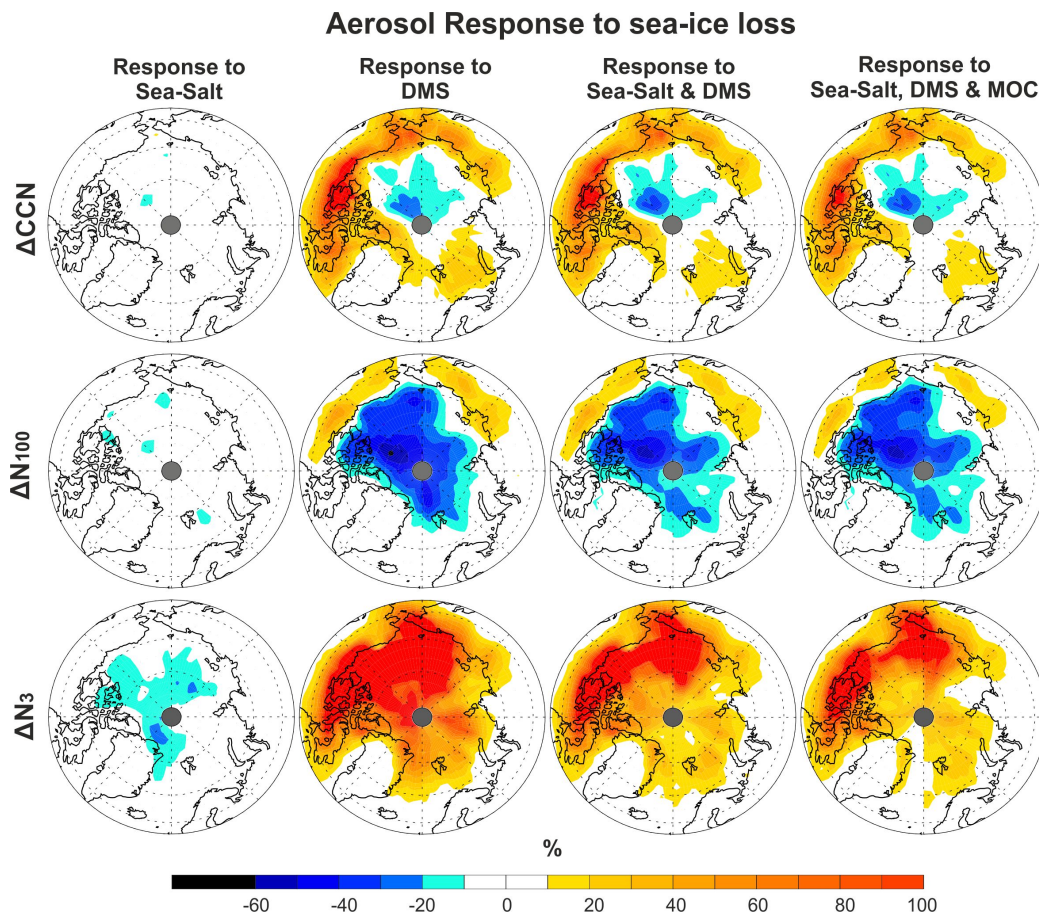 Aerosol Response to sea-ice loss
Response to
Sea-Salt
Response to
DMS
Response to
Sea-Salt & DMS
Response to
Sea-Salt, DMS & MOC
ΔCCN
ΔN100
ΔN3
%
-60 -40 -20 0 20 40 60 80 100